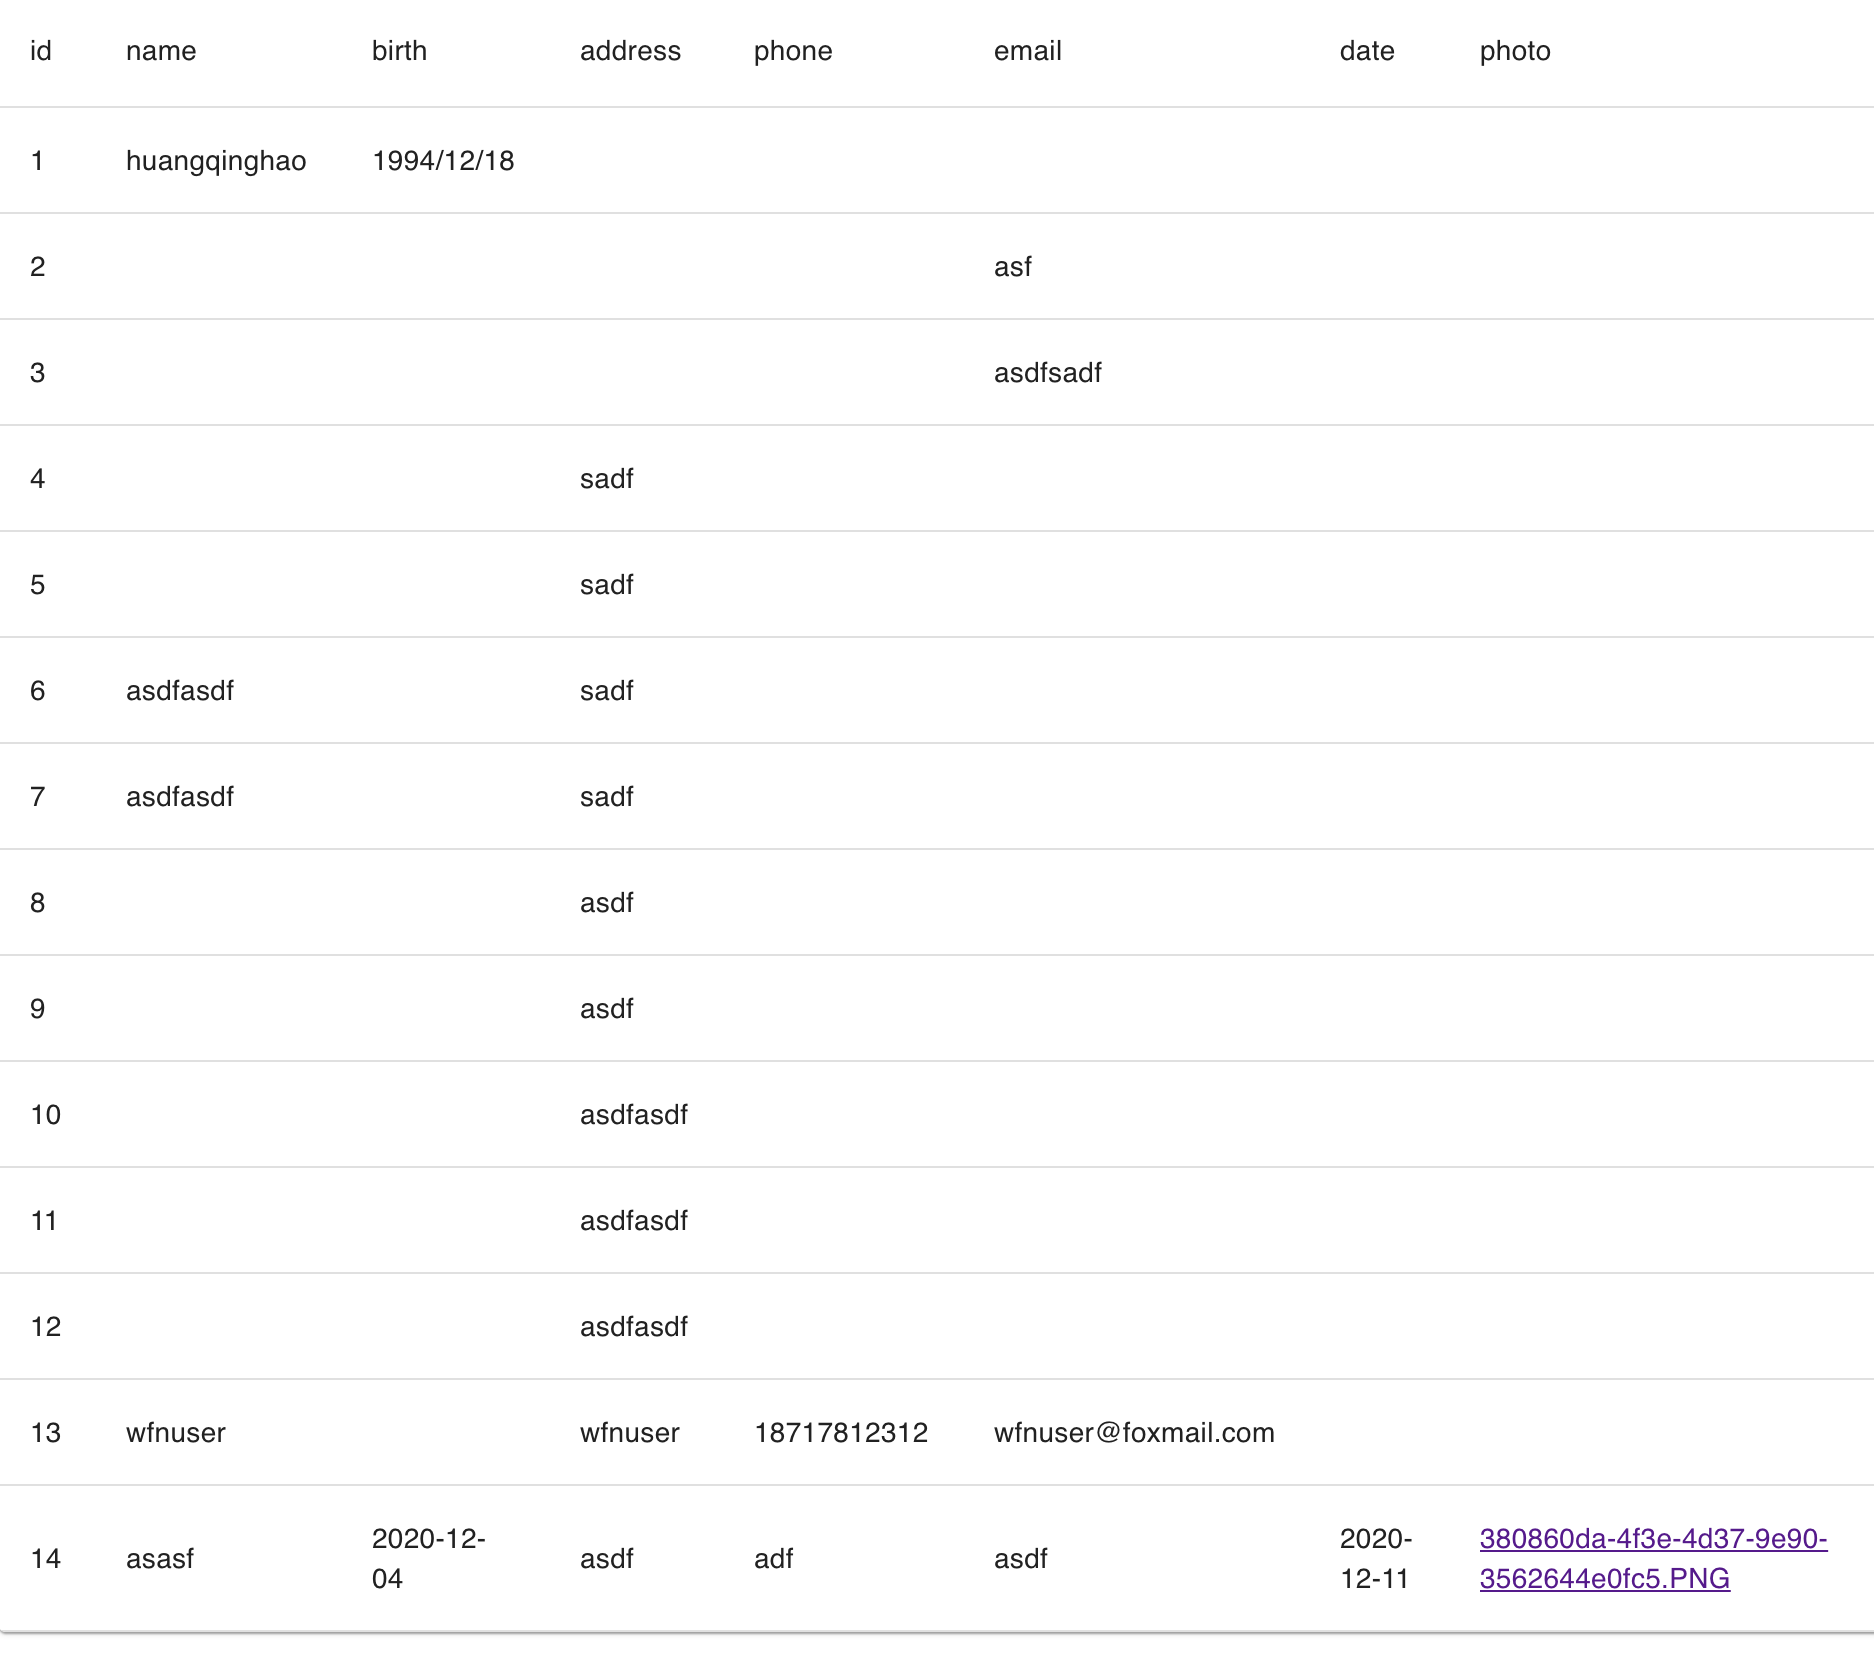 id name birth address phone email date photo
1 huangqinghao 1994/12/18
2 asf
3 asdfsadf
4 sadf
5 sadf
6 asdfasdf sadf
7 asdfasdf sadf
8 asdf
9 asdf
10 asdfasdf
11 asdfasdf
12 asdfasdf
13 wfnuser wfnuser 18717812312 wfnuser@foxmail.com
14 asasf 2020-12-
04 asdf adf asdf 2020-
12-11 380860da-4f3e-4d37-9e90-
3562644e0fc5.PNG